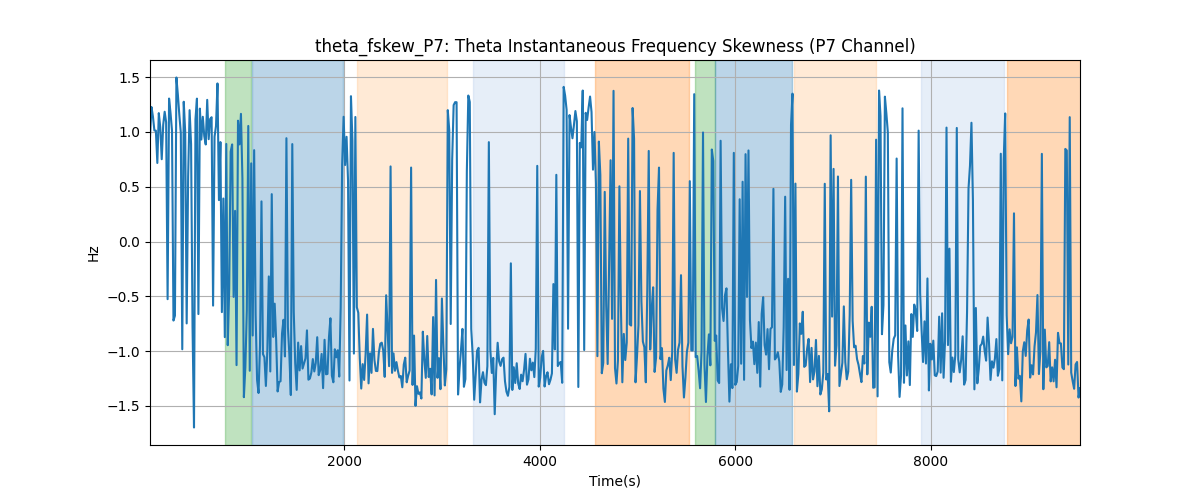 theta_fskew_P7: Theta Instantaneous Frequency Skewness (P7 Channel)
1.5
1.0
0.5
0.0
−0.5
−1.0
−1.5
Hz
2000 4000 6000 8000
Time(s)